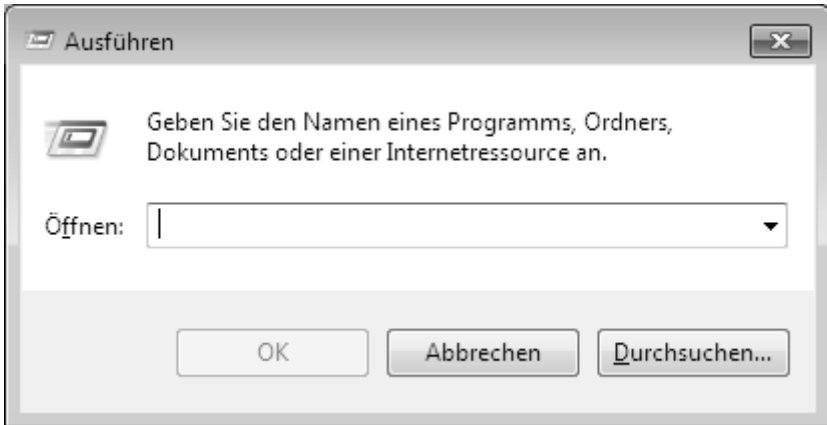 Ausführen
Geben Sie den Namen eines Programms, Ordners,
Dokuments oder einer Internetressource an.
Öffnen:
OK Abbrechen Durchsuchen...